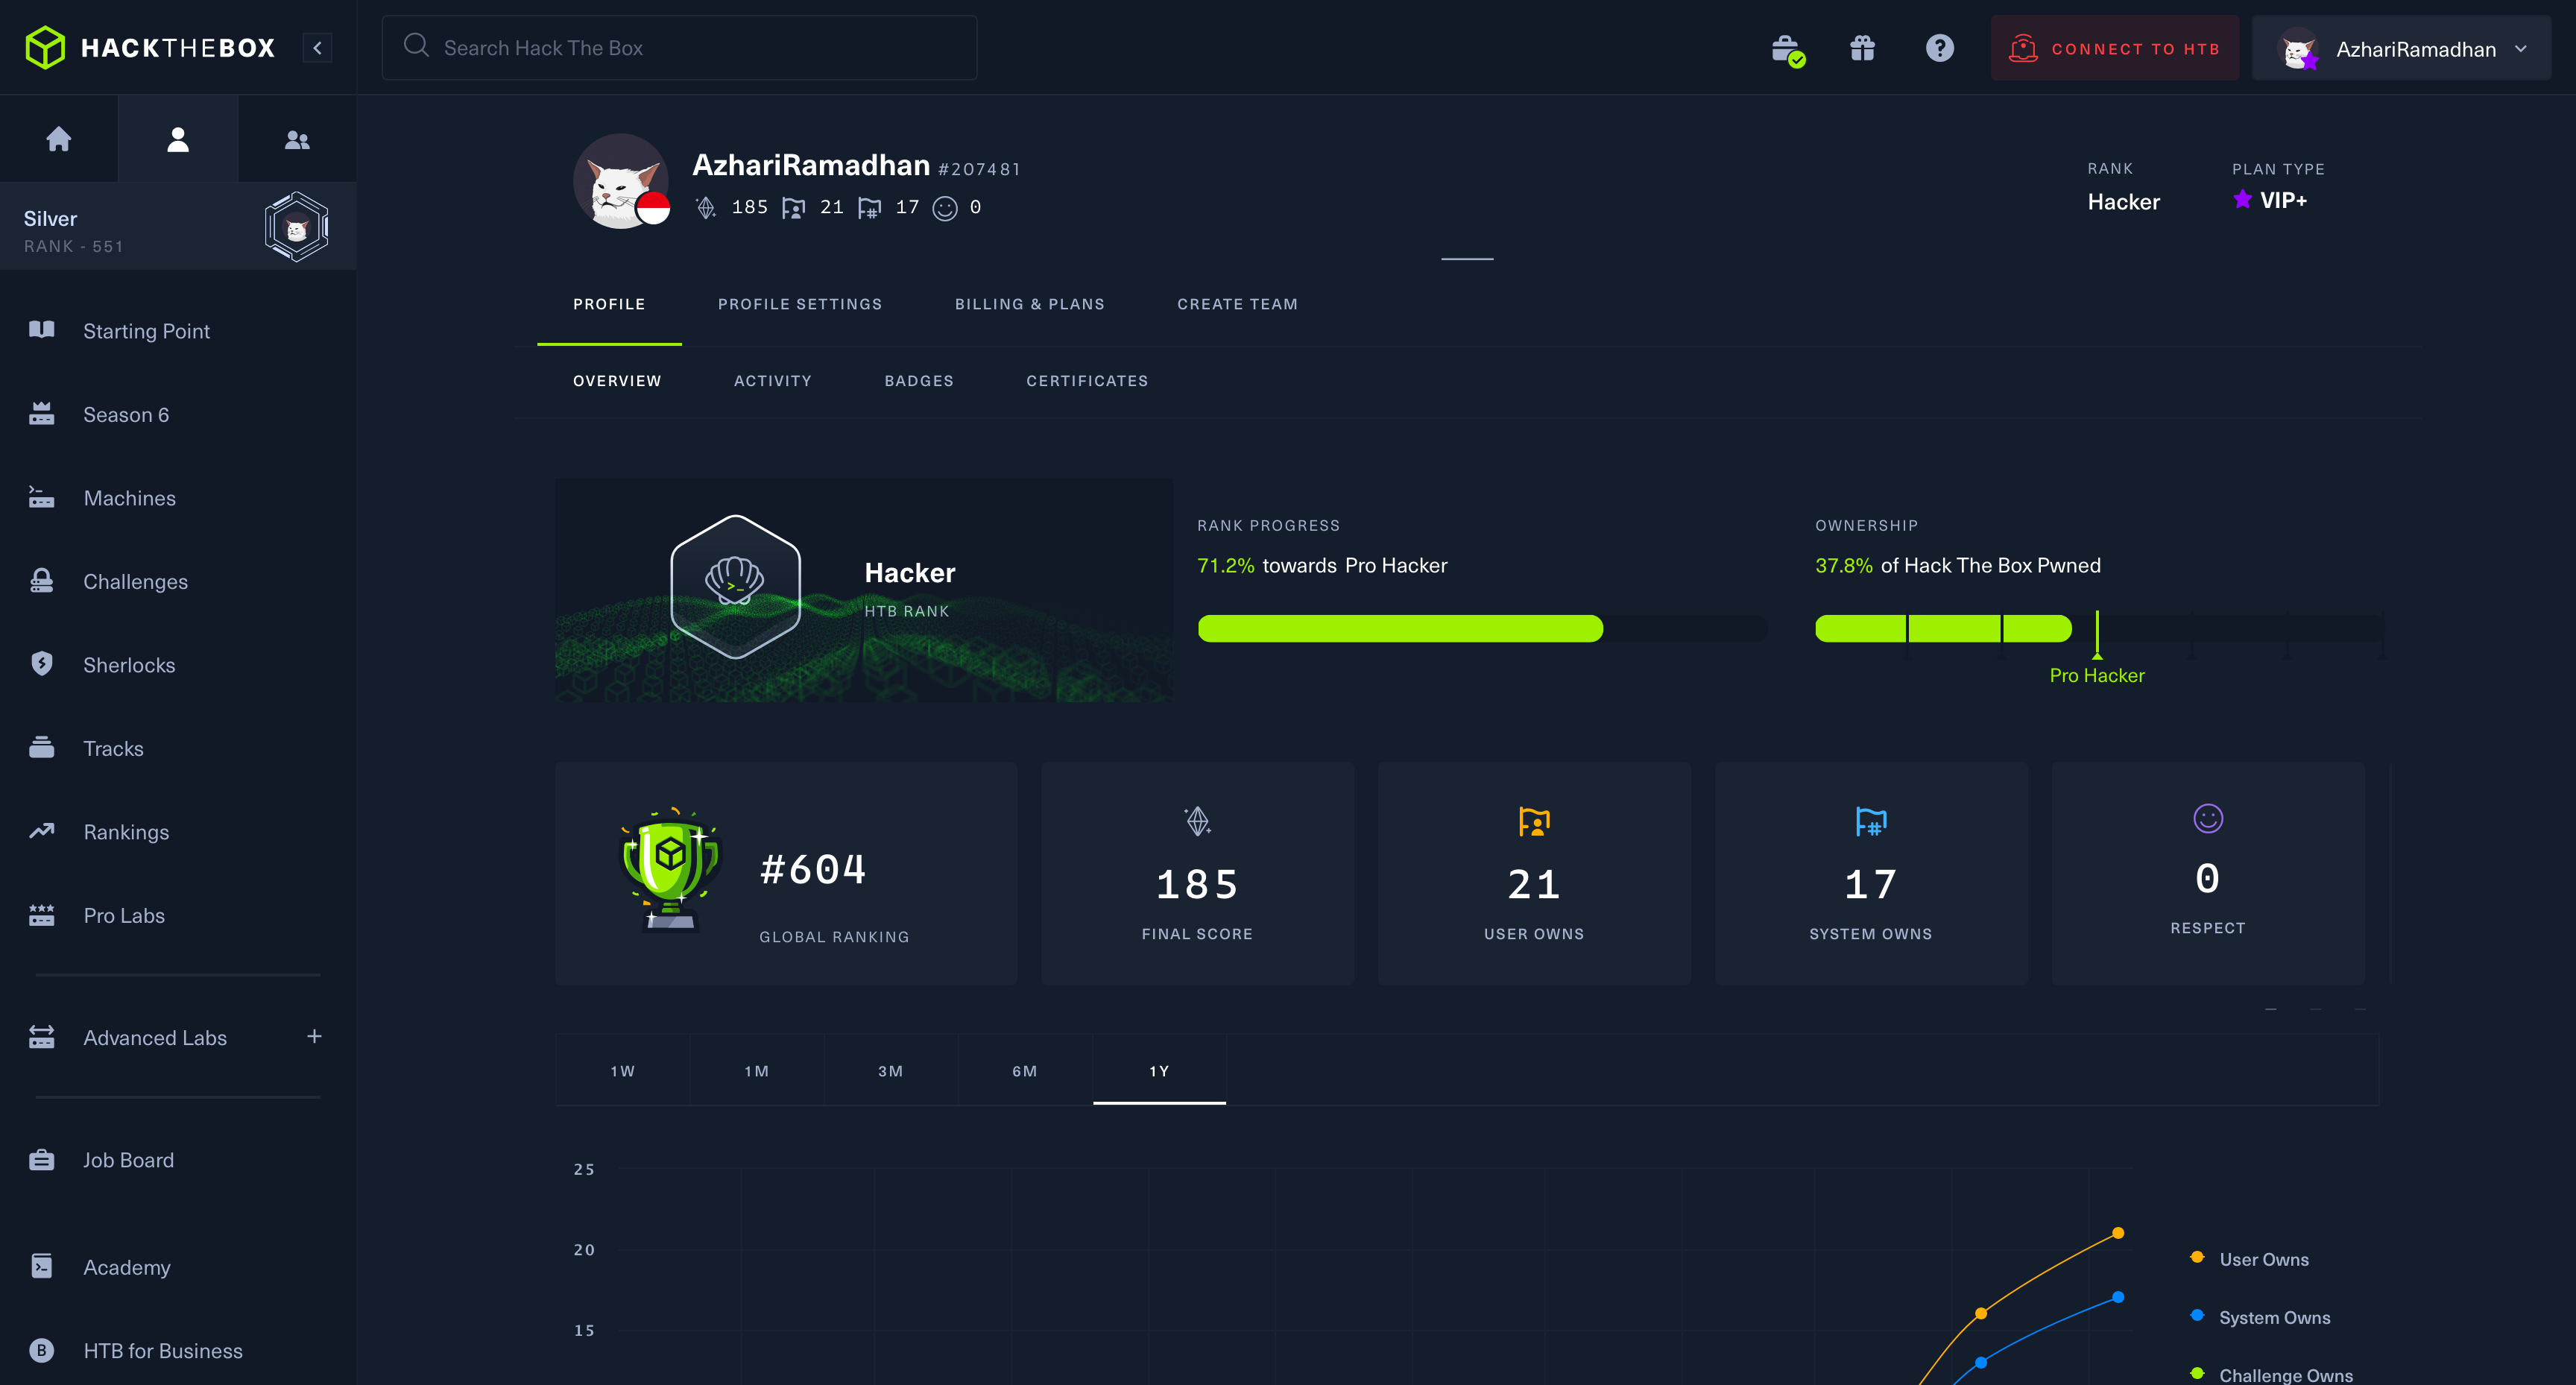 HACKTHEBOX
Search Hack The Box
CONNECT TO HTB
AzhariRamadhan
Silver
RANK - 551
Starting Point
Season 6
Machines
Challenges
Sherlocks
Tracks
Rankings
Pro Labs
Advanced Labs
Job Board
Academy
B HTB for Business
AzhariRamadhan #207481
185 21 17 0
RANK
Hacker
PLAN TYPE
VIP+
PROFILE PROFILE SETTINGS BILLING & PLANS CREATE TEAM
OVERVIEW ACTIVITY BADGES CERTIFICATES
Hacker
HTB RANK
RANK PROGRESS
71.2% towards Pro Hacker
OWNERSHIP
37.8% of Hack The Box Pwned
Pro Hacker
#604
GLOBAL RANKING
185
FINAL SCORE
21
USER OWNS
17
SYSTEM OWNS
0
RESPECT
1W 1M 3M 6M 1Y
25
20
15
User Owns
System Owns
Challenge Owns